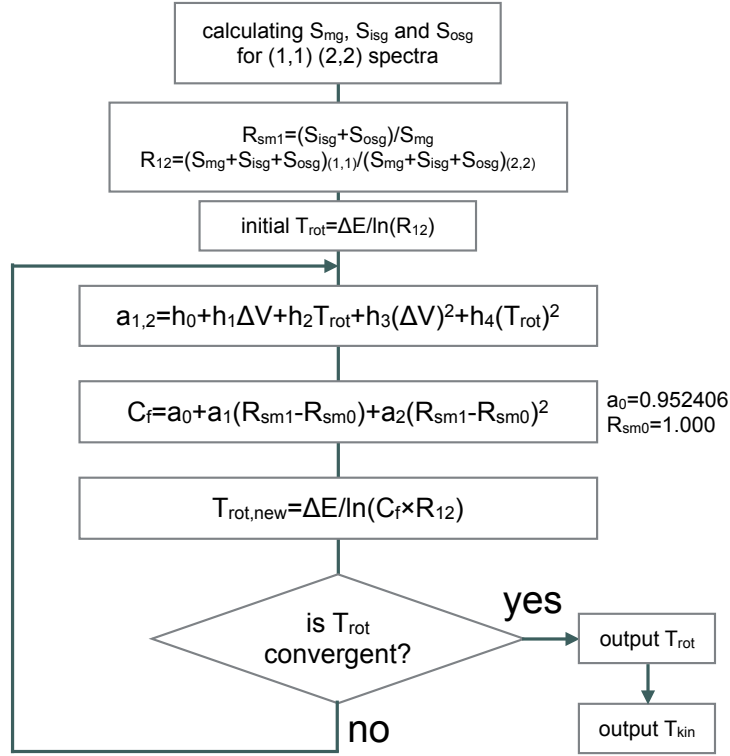 calculating Smg, Sisg and Sosg
for (1,1) (2,2) spectra
Rsm1=(Sisg+Sosg)/Smg
R12=(Smg+Sisg+Sosg)(1,1)/(Smg+Sisg+Sosg)(2,2)
initial Trot=ΔE/ln(R12)
a1,2=h0+h1ΔV+h2Trot+h3(ΔV)2+h4(Trot)2
Cf=a0+a1(Rsm1-Rsm0)+a2(Rsm1-Rsm0)2
a0=0.952406
Rsm0=1.000
Trot,new=ΔE/ln(Cf×R12)
is Trot
convergent?
yes
output Trot
no
output Tkin